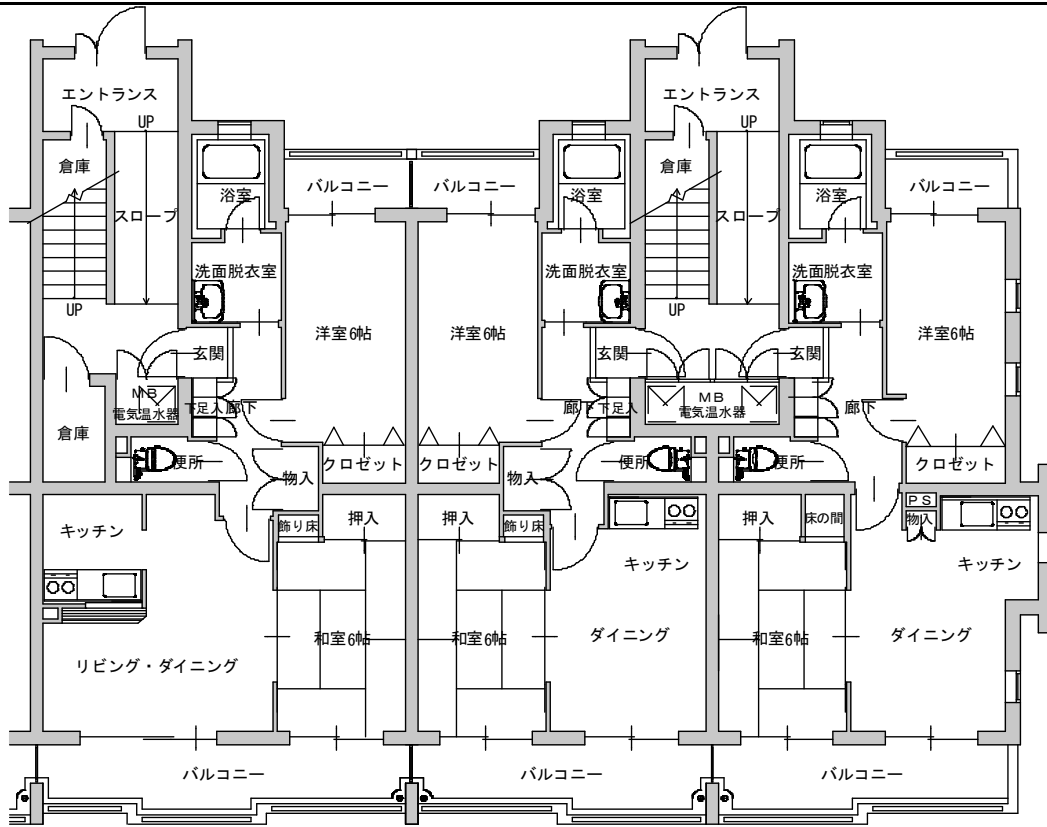 エントランス
エントランス
UP
UP
倉庫
浴室
バルコニー
バルコニー
浴室
倉庫
浴室
バルコニー
スロープ
スロープ
洗面脱衣室
洗面脱衣室
洗面脱衣室
UP
UP
洋室6帖
洋室6帖
洋室6帖
玄関
玄関
玄関
MB
電気温水器
下足入
廊下
廊下
下足入
MB
電気温水器
廊下
倉庫
便所
物入
クロゼット
クロゼット
物入
便所
便所
クロゼット
キッチン
飾り床
押入
押入
飾り床
キッチン
押入
床の間
PS
物入
キッチン
リビング・ダイニング
和室6帖
和室6帖
ダイニング
和室6帖
ダイニング
バルコニー
バルコニー
バルコニー